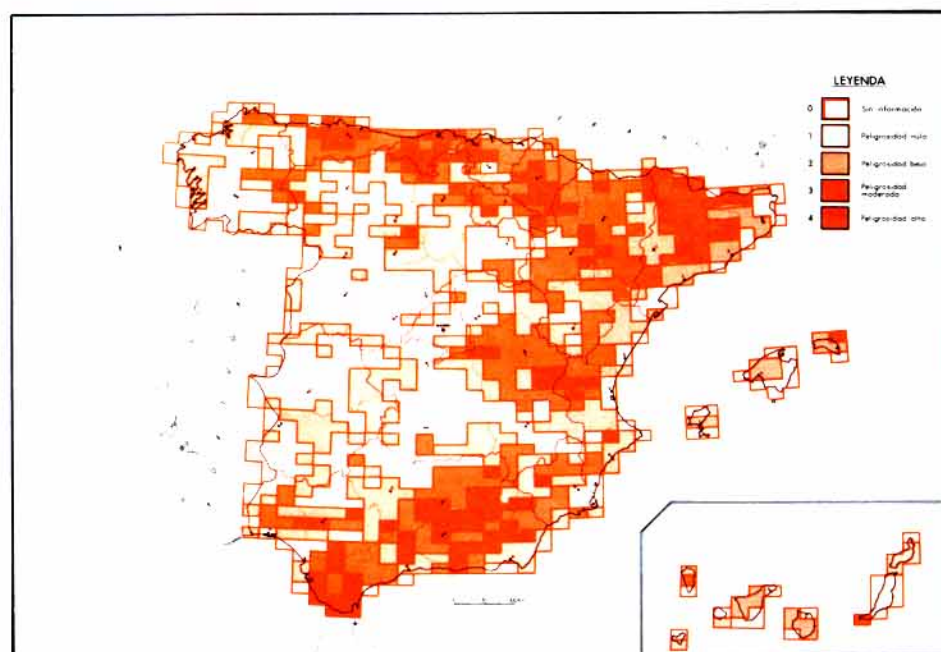 LEYENDA
0 Sin información
1 Peligrosidad nula
2 Peligrosidad baja
3 Peligrosidad
moderada
4 Peligrosidad alta